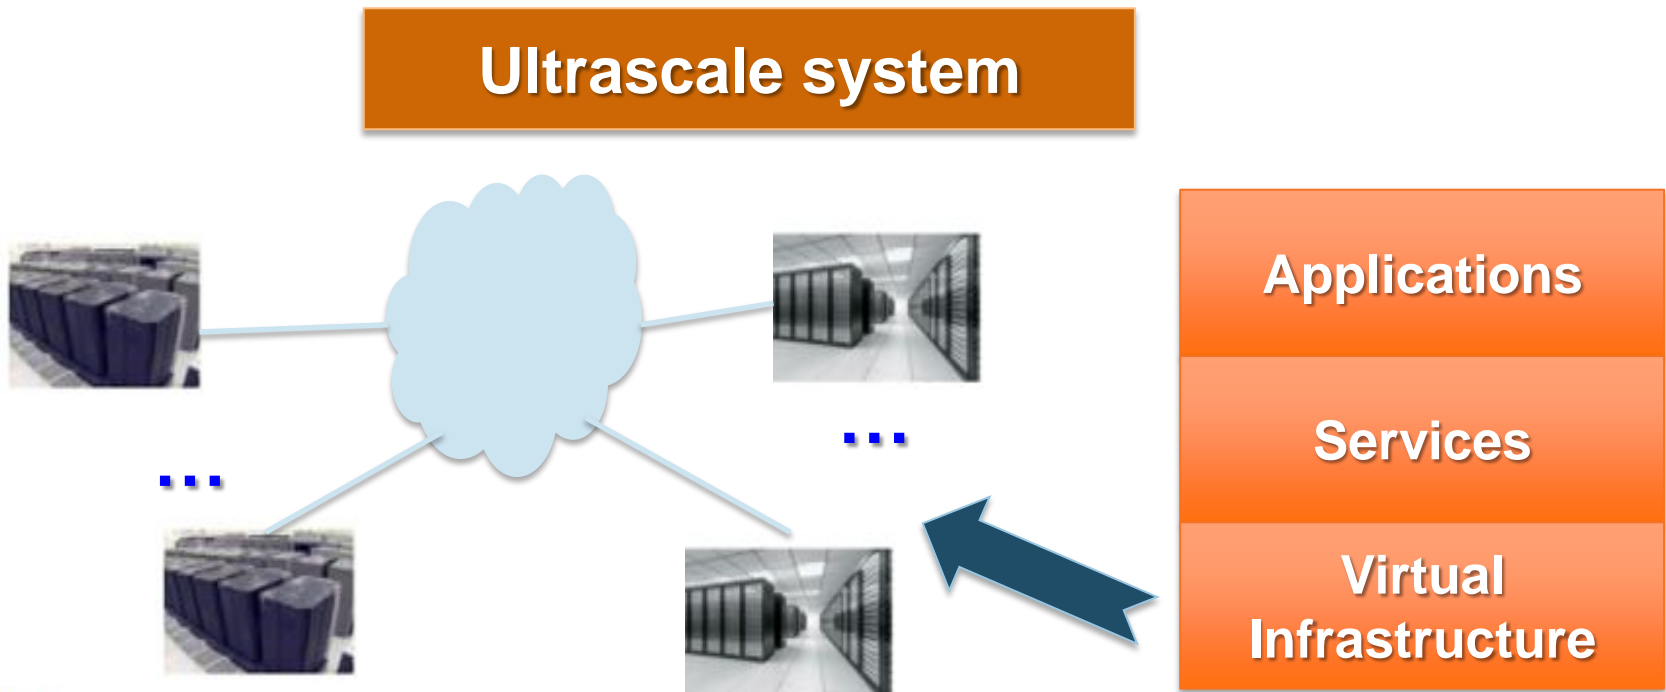 Ultrascale system
Applications
...
Services
...
Virtual
Infrastructure